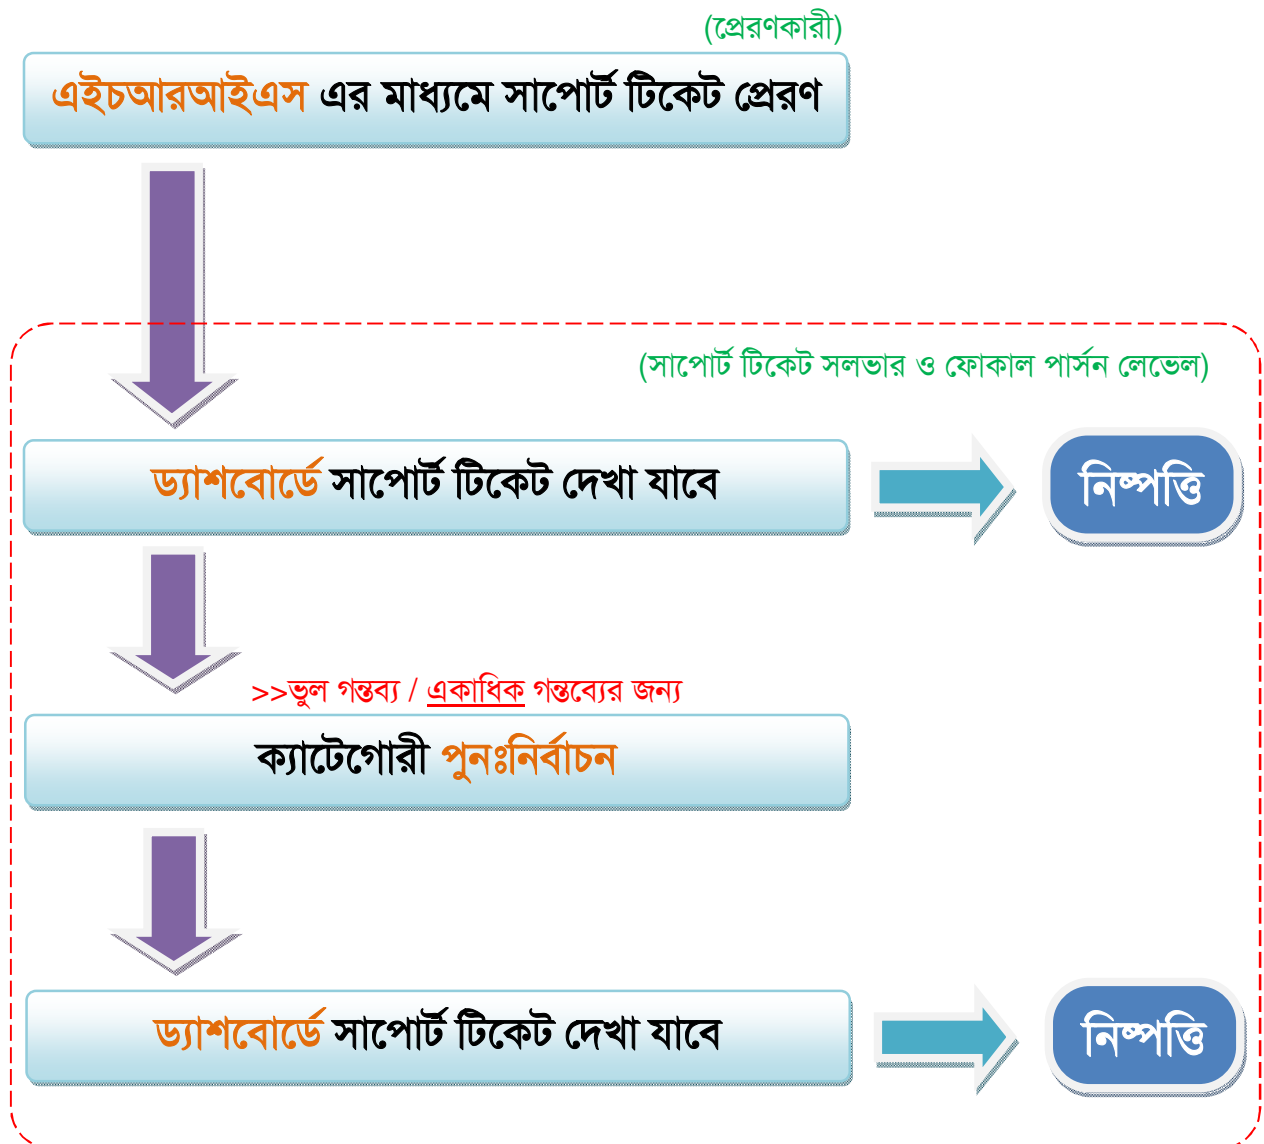 (প্রেরণকারী)
এইচআরআইএস এর মাধ্যমে সাপোর্ট টিকেট প্রেরণ
(সাপোর্ট টিকেট সলভার ও ফোকাল পার্সন লেভেল)
ড্যাশবোর্ডে সাপোর্ট টিকেট দেখা যাবে
নিষ্পত্তি
>>ভুল গন্তব্য / একাধিক গন্তব্যের জন্য
ক্যাটেগোরী পুনঃনির্বাচন
ড্যাশবোর্ডে সাপোর্ট টিকেট দেখা যাবে
নিষ্পত্তি